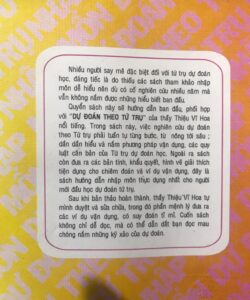 Nhiều người say mê đặc biệt đối với tứ trụ dự đoán
học, đáng tiếc là do thiếu các sách tham khảo nhập
môn dễ hiểu nên dù có cố nghiên cứu nhiều năm mà
vẫn không nắm được những hiểu biết ban đầu.
Quyển sách này sẽ hướng dẫn ban đầu, phối hợp
với "DỰ ĐOÁN THEO TỨ TRỤ" của thầy Thiệu Vĩ Hoa
nổi tiếng. Trong sách này, việc nghiên cứu dự đoán
theo Tứ trụ phải tuần tự từng bước, từ nông tới sâu ;
dần dần hiểu và nắm phương pháp vận dụng, các quy
luật căn bản của Tứ trụ dự đoán học. Ngoài ra sách
còn đưa ra các bản tính, khẩu quyết, hình vẽ giải thích
tiện dụng cho chiêm đoán và ví dụ vận dụng, đây là
sách hướng dẫn nhập môn thực dụng nhất cho người
mới đầu học dự đoán tứ trụ.
Sau khi bản thảo hoàn thành, thầy Thiệu Vĩ Hoa tự
mình duyệt và sửa chữa, trong đó phần mệnh lý đưa ra
các ví dụ vận dụng, có suy đoán tỉ mỉ. Cuốn sách
không chỉ dễ đọc, mà có thể dẫn dắt bạn đọc mau
chóng nắm những kỹ xảo của dự đoán.